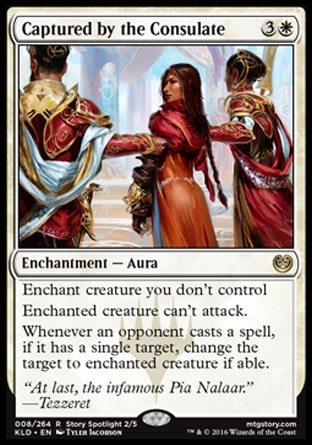 Captured by the Consulate 3
Enchantment — Aura
Enchant creature you don't control
Enchanted creature can't attack.
Whenever an opponent casts a spell,
if it has a single target, change the
target to enchanted creature if able.
"At last, the infamous Pia Nalaar."
—Tezzeret
008/264 R Story Spotlight 2/5 mtgstory.com
KLD • EN Tyler Jacobson ™ & © 2016 Wizards of the Coast